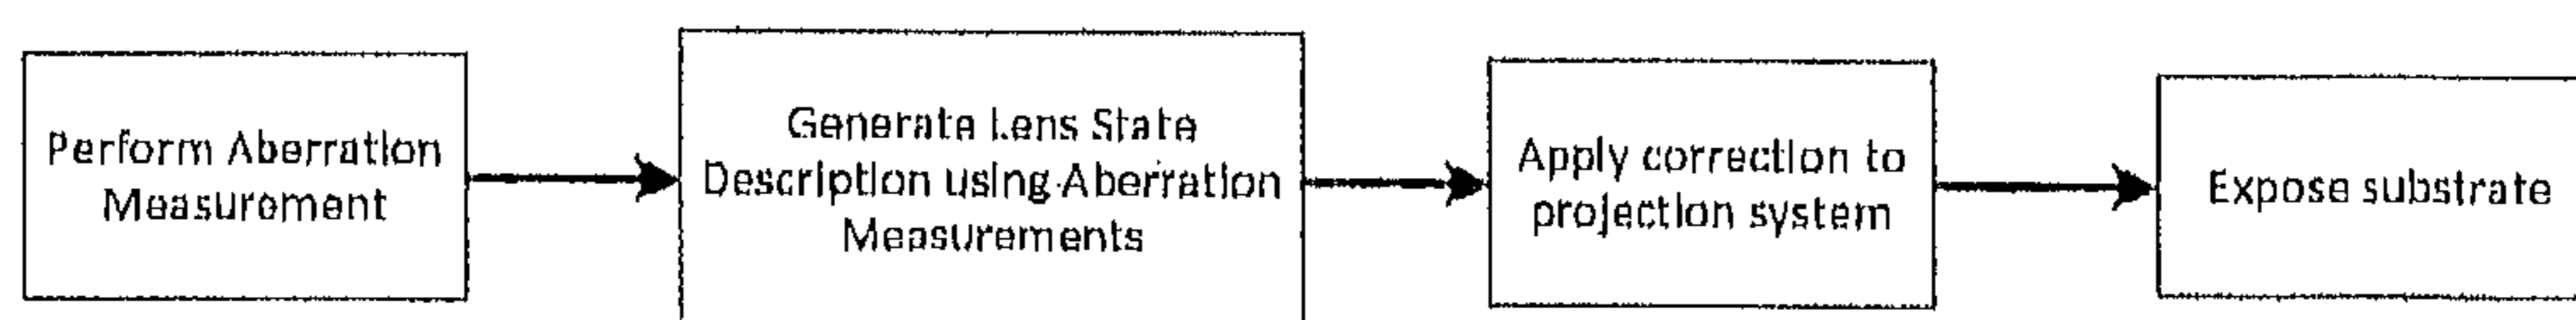 Perform Aberration
Measurement
Generate Lens State
Description using Aberration
Measurements
Apply correction to
projection system
Expose substrate